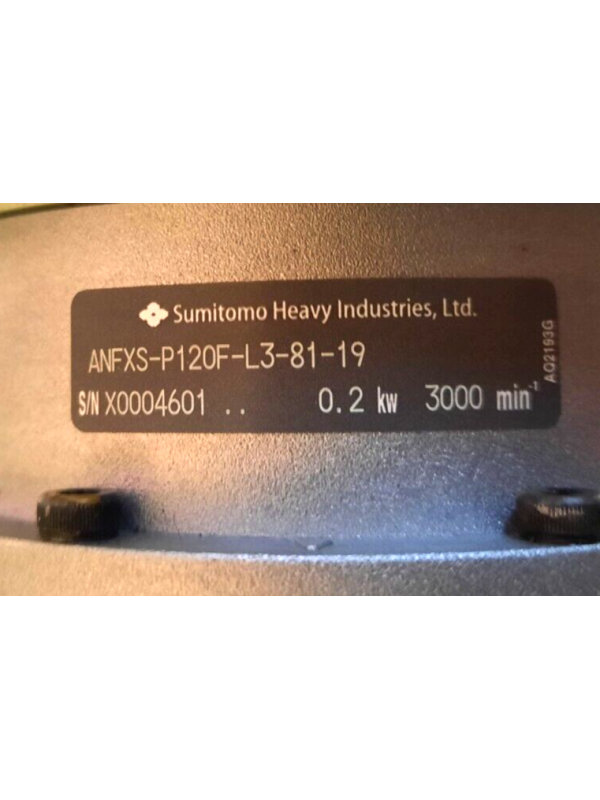 Sumitomo Heavy Industries, Ltd.
ANFXS-P120F-L3-81-19
S/N X0004601 .. 0.2 kw 3000 min⁻¹
AQ2193G